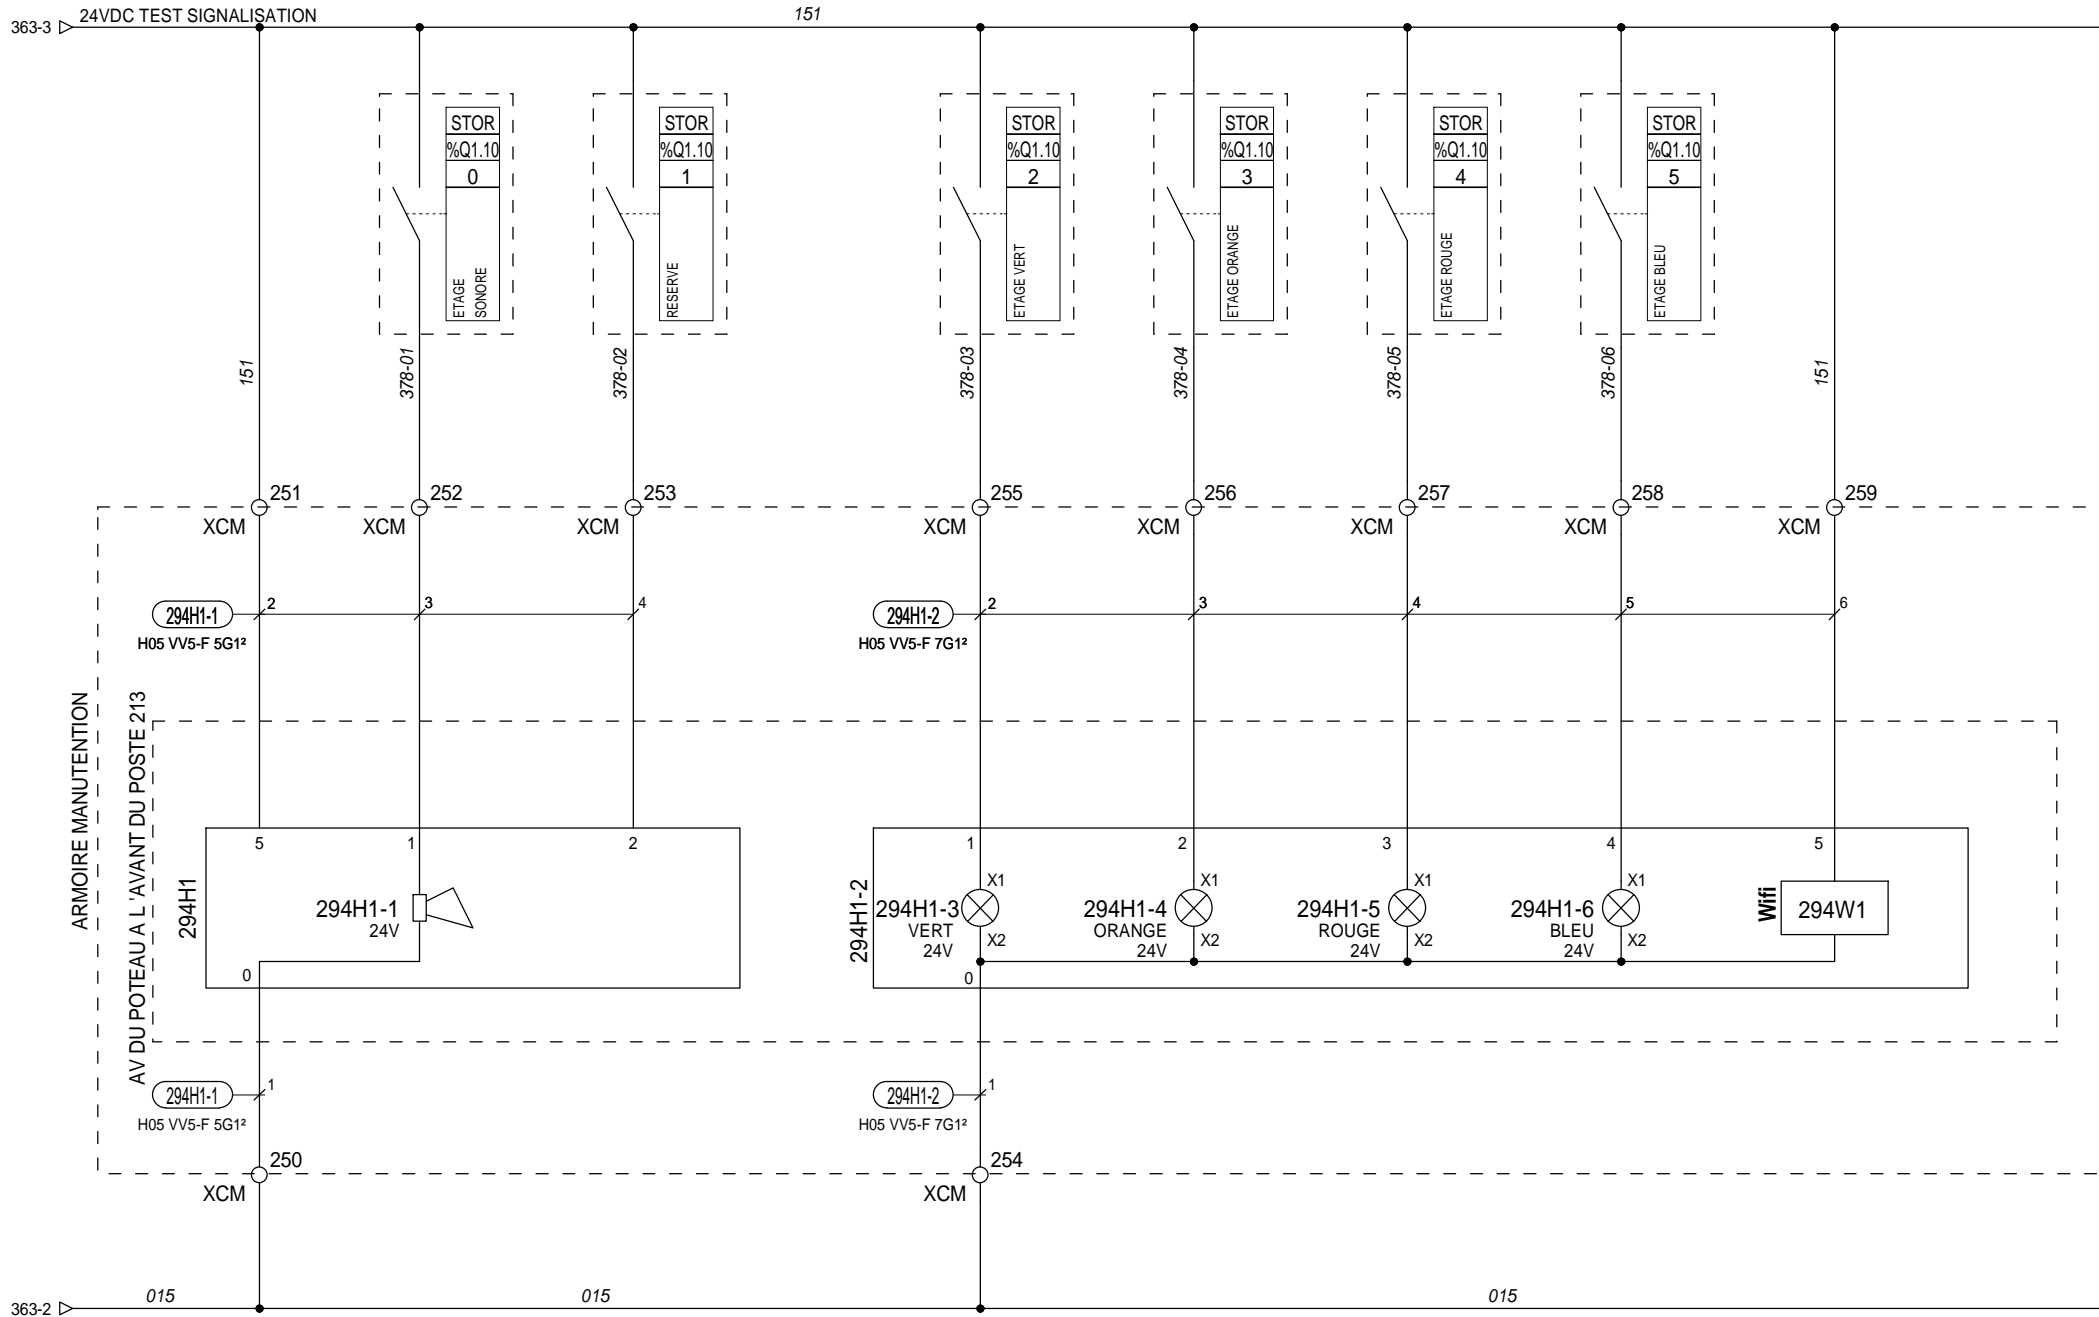 24VDC TEST SIGNALISATION
151
363-3
STOR
%Q1.10
0
ETAGE
SONORE
STOR
%Q1.10
1
RESERVE
STOR
%Q1.10
2
ETAGE VERT
STOR
%Q1.10
3
ETAGE ORANGE
STOR
%Q1.10
4
ETAGE ROUGE
STOR
%Q1.10
5
ETAGE BLEU
151
378-01
378-02
378-03
378-04
378-05
378-06
151
251
XCM
252
XCM
253
XCM
255
XCM
256
XCM
257
XCM
258
XCM
259
XCM
294H1-1
2
3
4
H05 VV5-F 5G1²
294H1-2
2
3
4
5
6
H05 VV5-F 7G1²
ARMOIRE MANUTENTION
AV DU POTEAU A L 'AVANT DU POSTE 213
294H1
5
1
2
294H1-1
24V
0
294H1-2
1
2
3
4
5
X1
294H1-3
VERT
24V
X2
X1
294H1-4
ORANGE
24V
X2
X1
294H1-5
ROUGE
24V
X2
X1
294H1-6
BLEU
24V
X2
Wifi
294W1
0
294H1-1
1
H05 VV5-F 5G1²
294H1-2
1
H05 VV5-F 7G1²
250
XCM
254
XCM
363-2
015
015
015